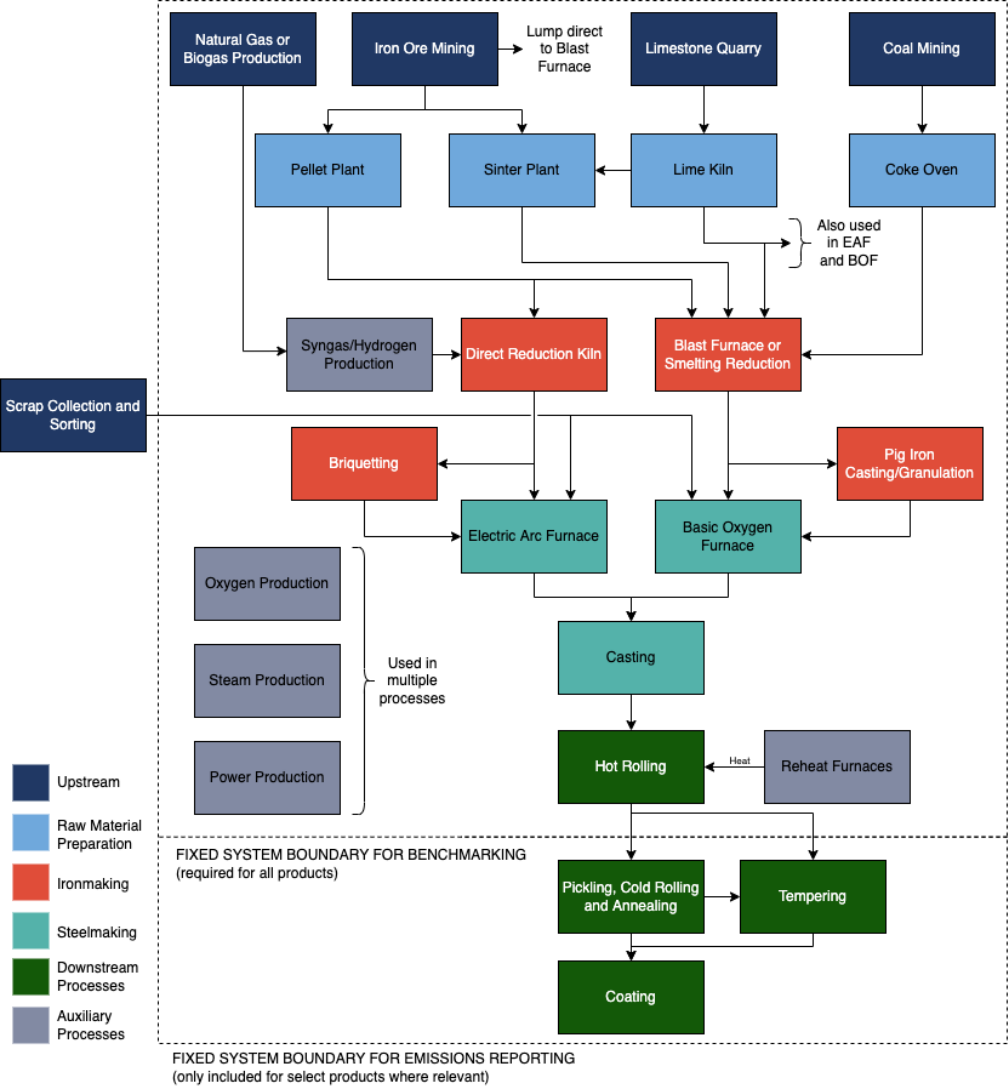 Natural Gas or
Biogas Production
Iron Ore Mining
Lump direct
to Blast
Furnace
Limestone Quarry
Coal Mining
Pellet Plant
Sinter Plant
Lime Kiln
Coke Oven
Also used
in EAF
and BOF
Syngas/Hydrogen
Production
Direct Reduction Kiln
Blast Furnace or
Smelting Reduction
Scrap Collection and
Sorting
Briquetting
Pig Iron
Casting/Granulation
Electric Arc Furnace
Basic Oxygen
Furnace
Oxygen Production
Steam Production
Power Production
Used in
multiple
processes
Casting
Hot Rolling
Heat
Reheat Furnaces
FIXED SYSTEM BOUNDARY FOR BENCHMARKING
(required for all products)
Pickling, Cold Rolling
and Annealing
Tempering
Coating
Upstream
Raw Material
Preparation
Ironmaking
Steelmaking
Downstream
Processes
Auxiliary
Processes
FIXED SYSTEM BOUNDARY FOR EMISSIONS REPORTING
(only included for select products where relevant)